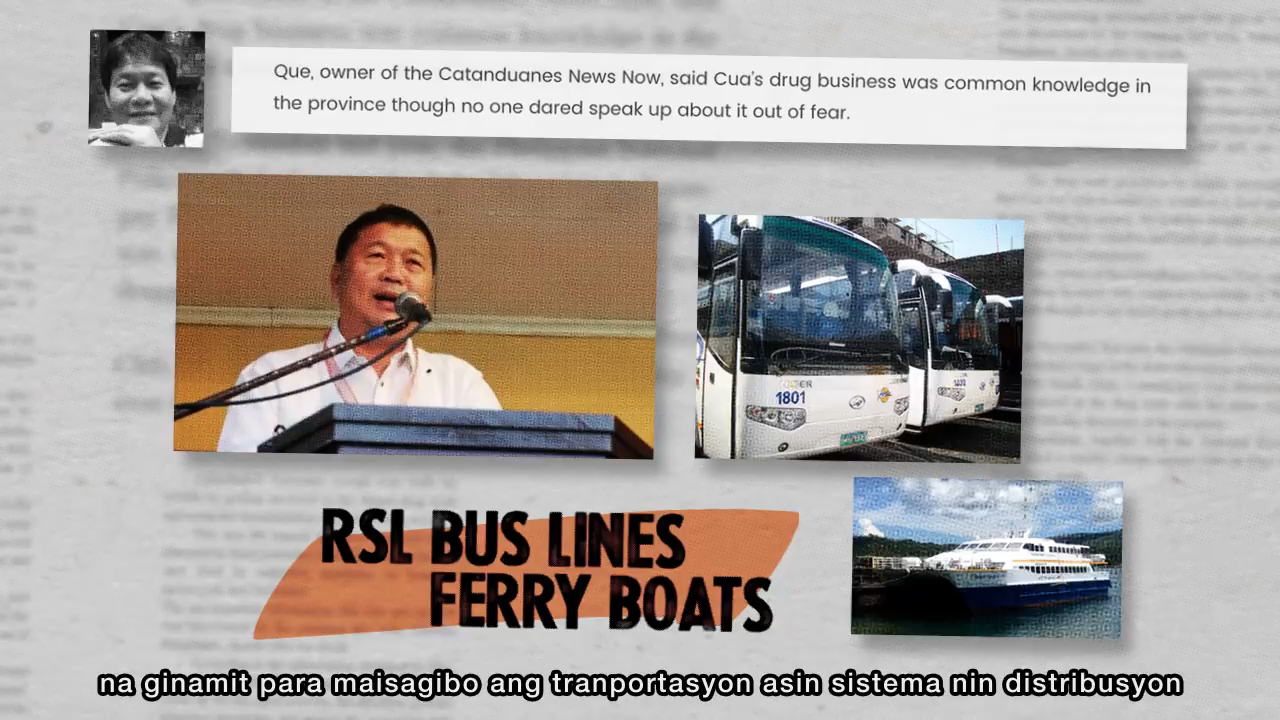 Que, owner of the Catanduanes News Now, said Cua's drug business was common knowledge in
the province though no one dared speak up about it out of fear.
1801
RSL BUS LINES
FERRY BOATS
na ginamit para maisagibo ang tranportasyon asin sistema nin distribusyon